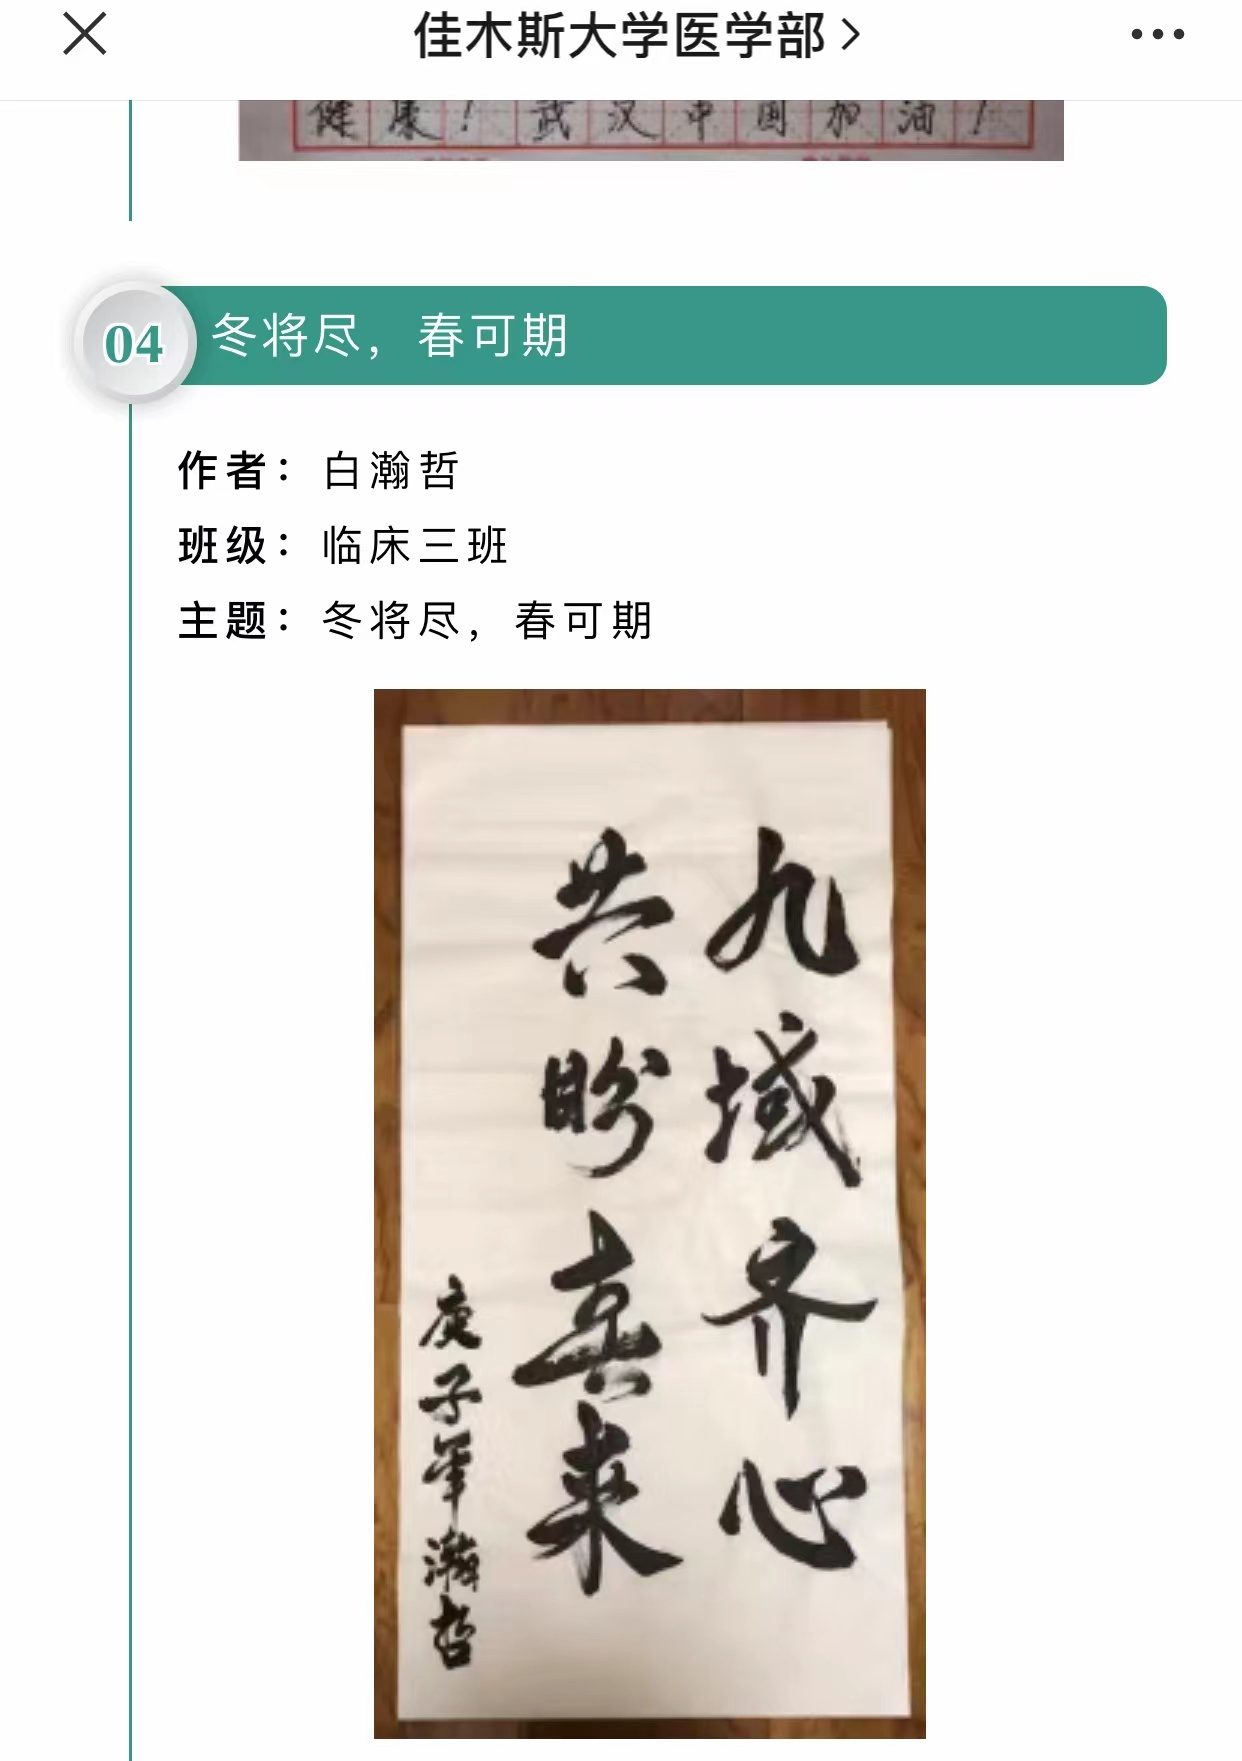 佳木斯大学医学部
健康！武汉中国加油！
04
冬将尽，春可期
作者：白瀚哲
班级：临床三班
主题：冬将尽，春可期
九域齐心
共盼春来
庚子年瀚哲